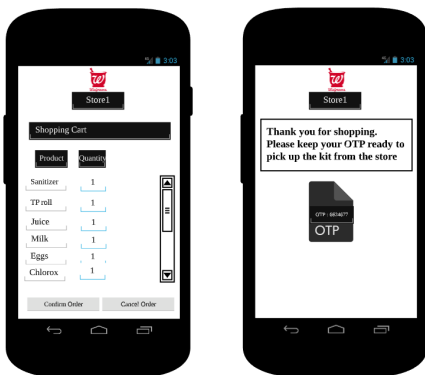 3:03
Walgreens
Store1
Shopping Cart
Product Quantity
Sanitizer 1
TP roll 1
Juice 1
Milk 1
Eggs 1
Chlorox 1
Confirm Order Cancel Order
3:03
Walgreens
Store1
Thank you for shopping.
Please keep your OTP ready to
pick up the kit from the store
OTP